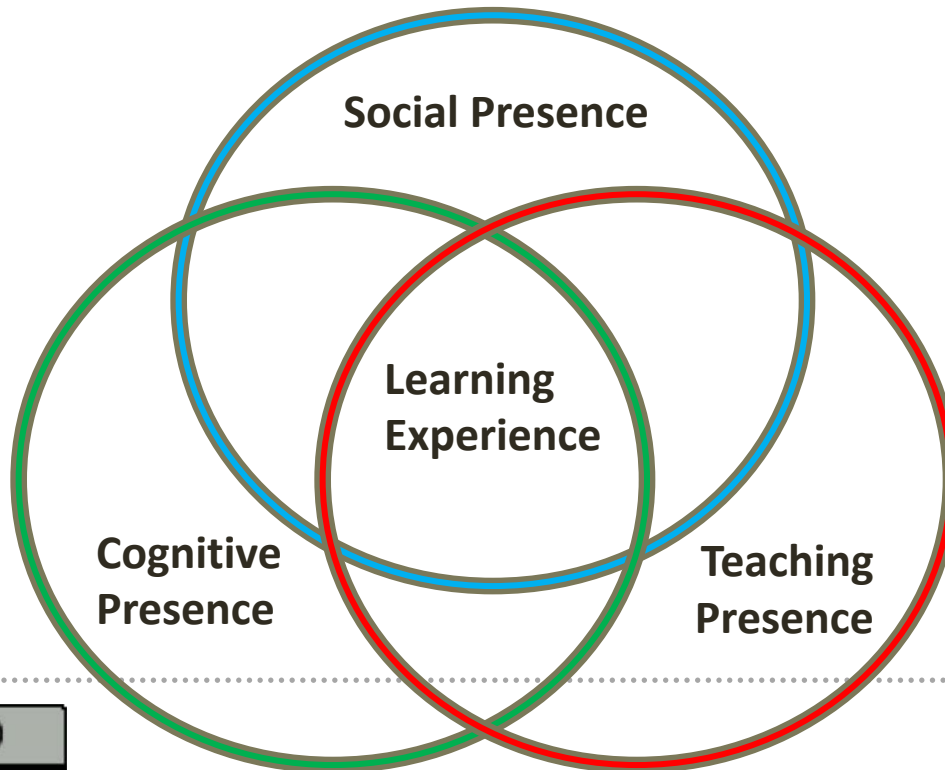 Social Presence
Learning
Experience
Cognitive
Presence
Teaching
Presence